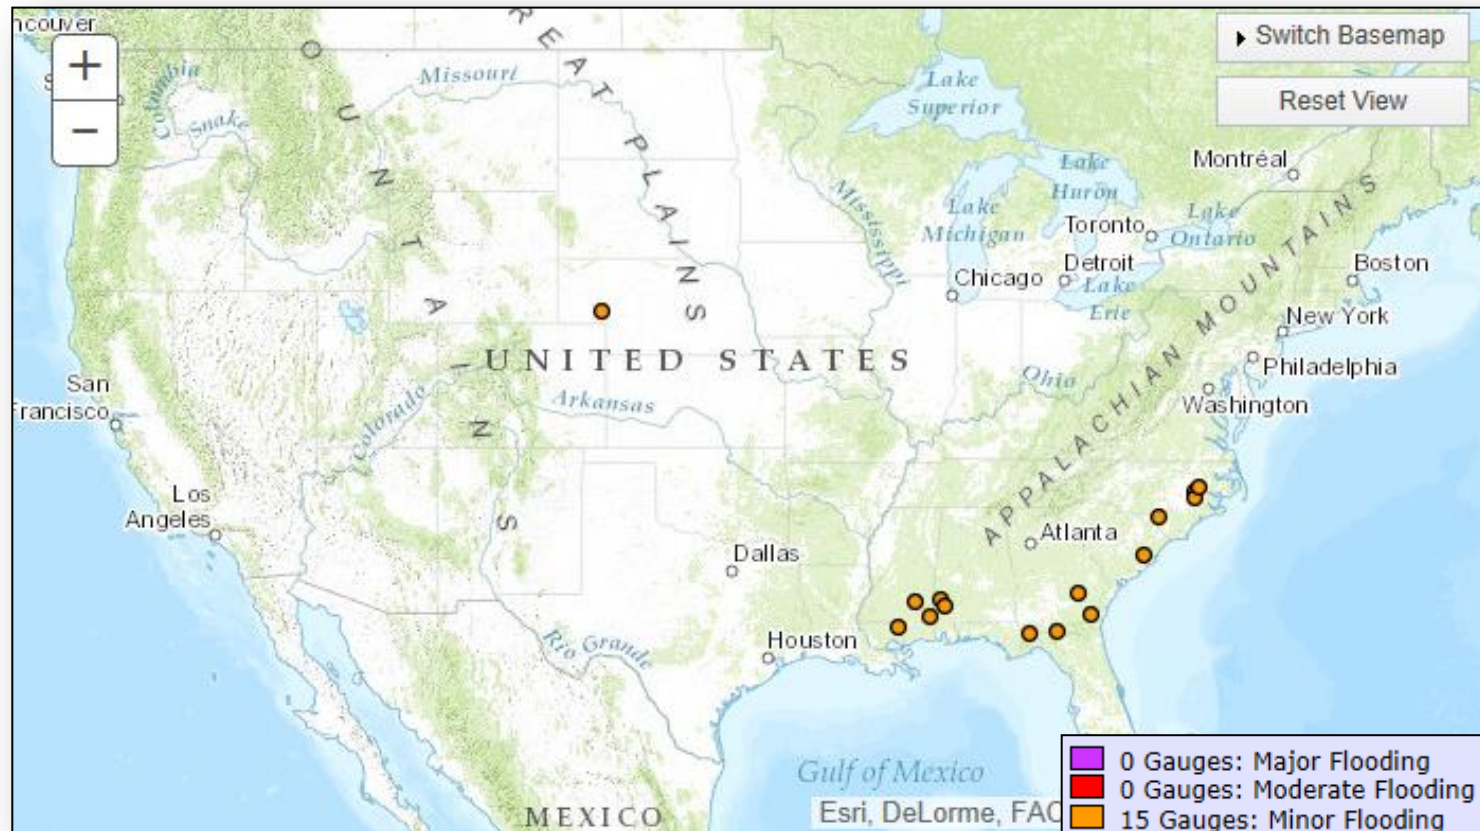 ncouver
+
−
Switch Basemap
Reset View
Columbia
Snake
Missouri
GREAT PLAINS
MOUNTAINS
Lake
Superior
Montréal
Lake
Huron
Lake
Michigan
Toronto
Lake
Ontario
Mississippi
Chicago
Detroit
Lake
Erie
Boston
New York
Philadelphia
Washington
APPALACHIAN MOUNTAINS
UNITED STATES
Ohio
San
Francisco
Colorado
Arkansas
Los
Angeles
Atlanta
Dallas
Rio Grande
Houston
Gulf of Mexico
MEXICO
Esri, DeLorme, FAO
0 Gauges: Major Flooding
0 Gauges: Moderate Flooding
15 Gauges: Minor Flooding